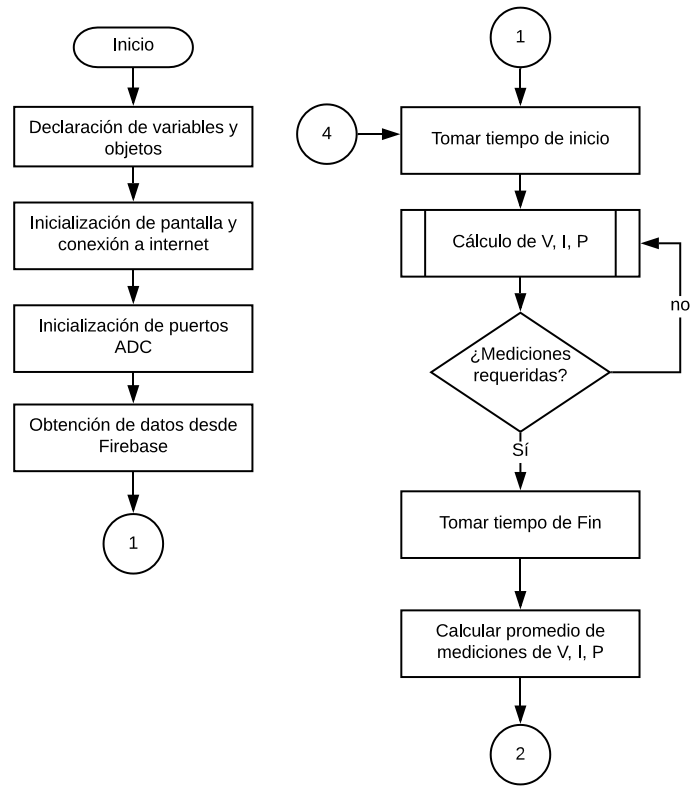 Inicio
Declaración de variables y
objetos
Inicialización de pantalla y
conexión a internet
Inicialización de puertos
ADC
Obtención de datos desde
Firebase
1
1
4
Tomar tiempo de inicio
Cálculo de V, I, P
no
¿Mediciones
requeridas?
Sí
Tomar tiempo de Fin
Calcular promedio de
mediciones de V, I, P
2